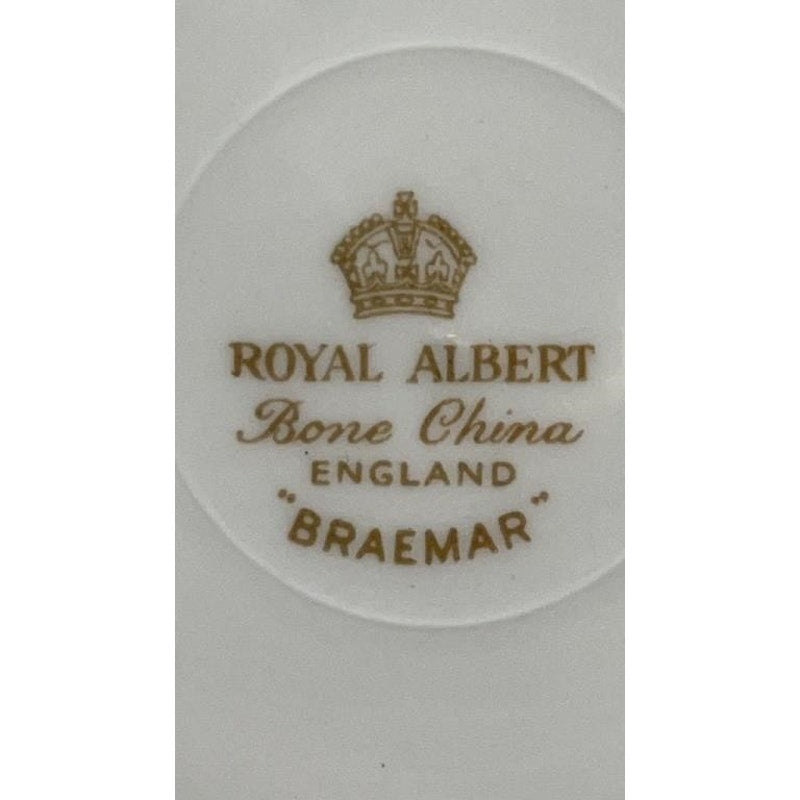 ROYAL ALBERT
Bone China
ENGLAND
"BRAEMAR"